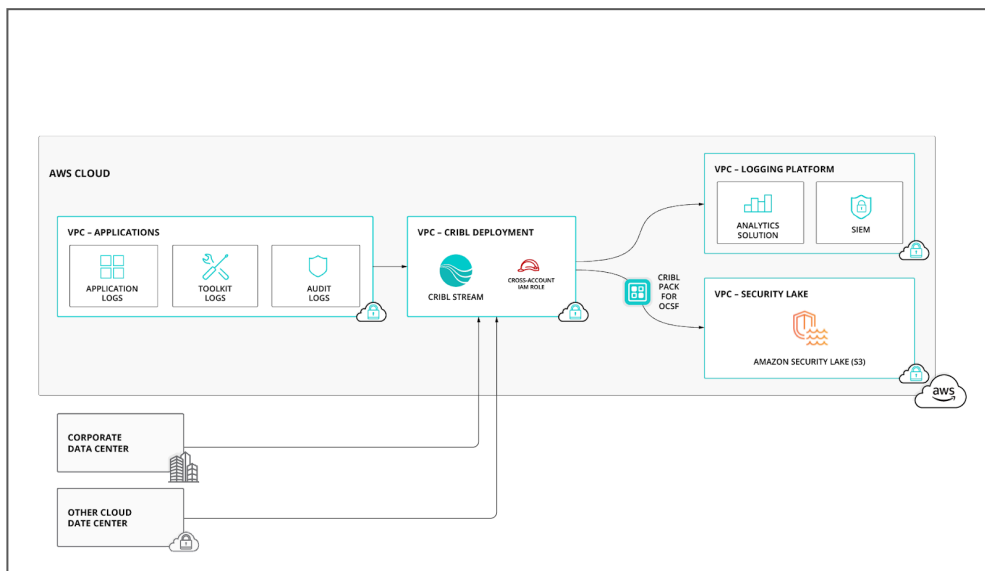 AWS CLOUD
VPC – APPLICATIONS
APPLICATION
LOGS
TOOLKIT
LOGS
AUDIT
LOGS
VPC – CRIBL DEPLOYMENT
CRIBL STREAM
CROSS-ACCOUNT
IAM ROLE
CRIBL
PACK
FOR
OCSF
VPC – LOGGING PLATFORM
ANALYTICS
SOLUTION
SIEM
VPC – SECURITY LAKE
AMAZON SECURITY LAKE (S3)
aws
CORPORATE
DATA CENTER
OTHER CLOUD
DATE CENTER